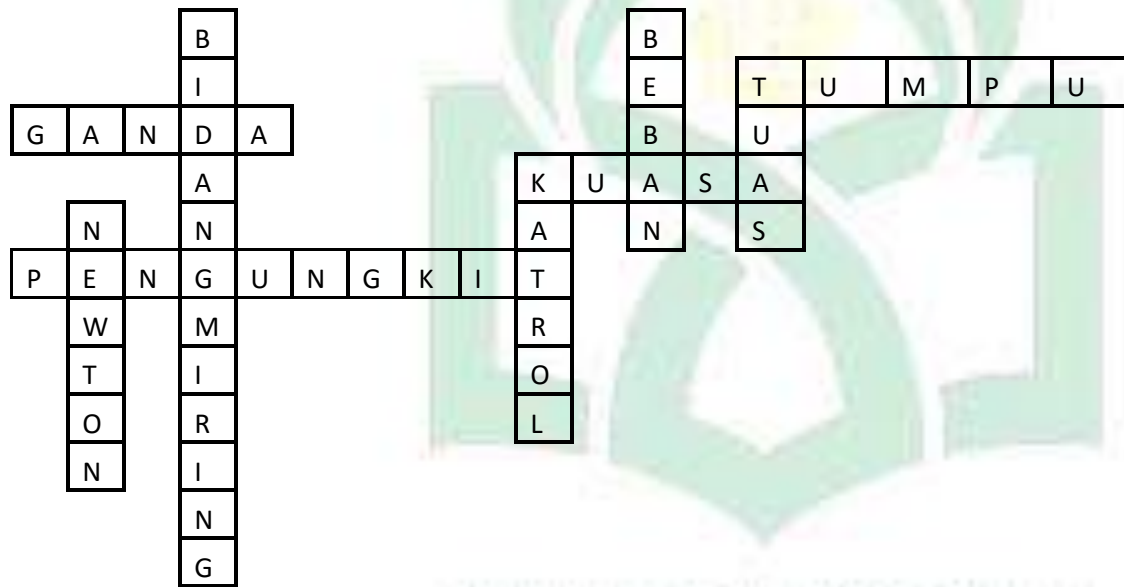 B B
I E T U M P U
G A N D A B U
A K U A S A
N N A N S
P E N G U N G K I T
W M R
T I O
O R L
N I
N
G